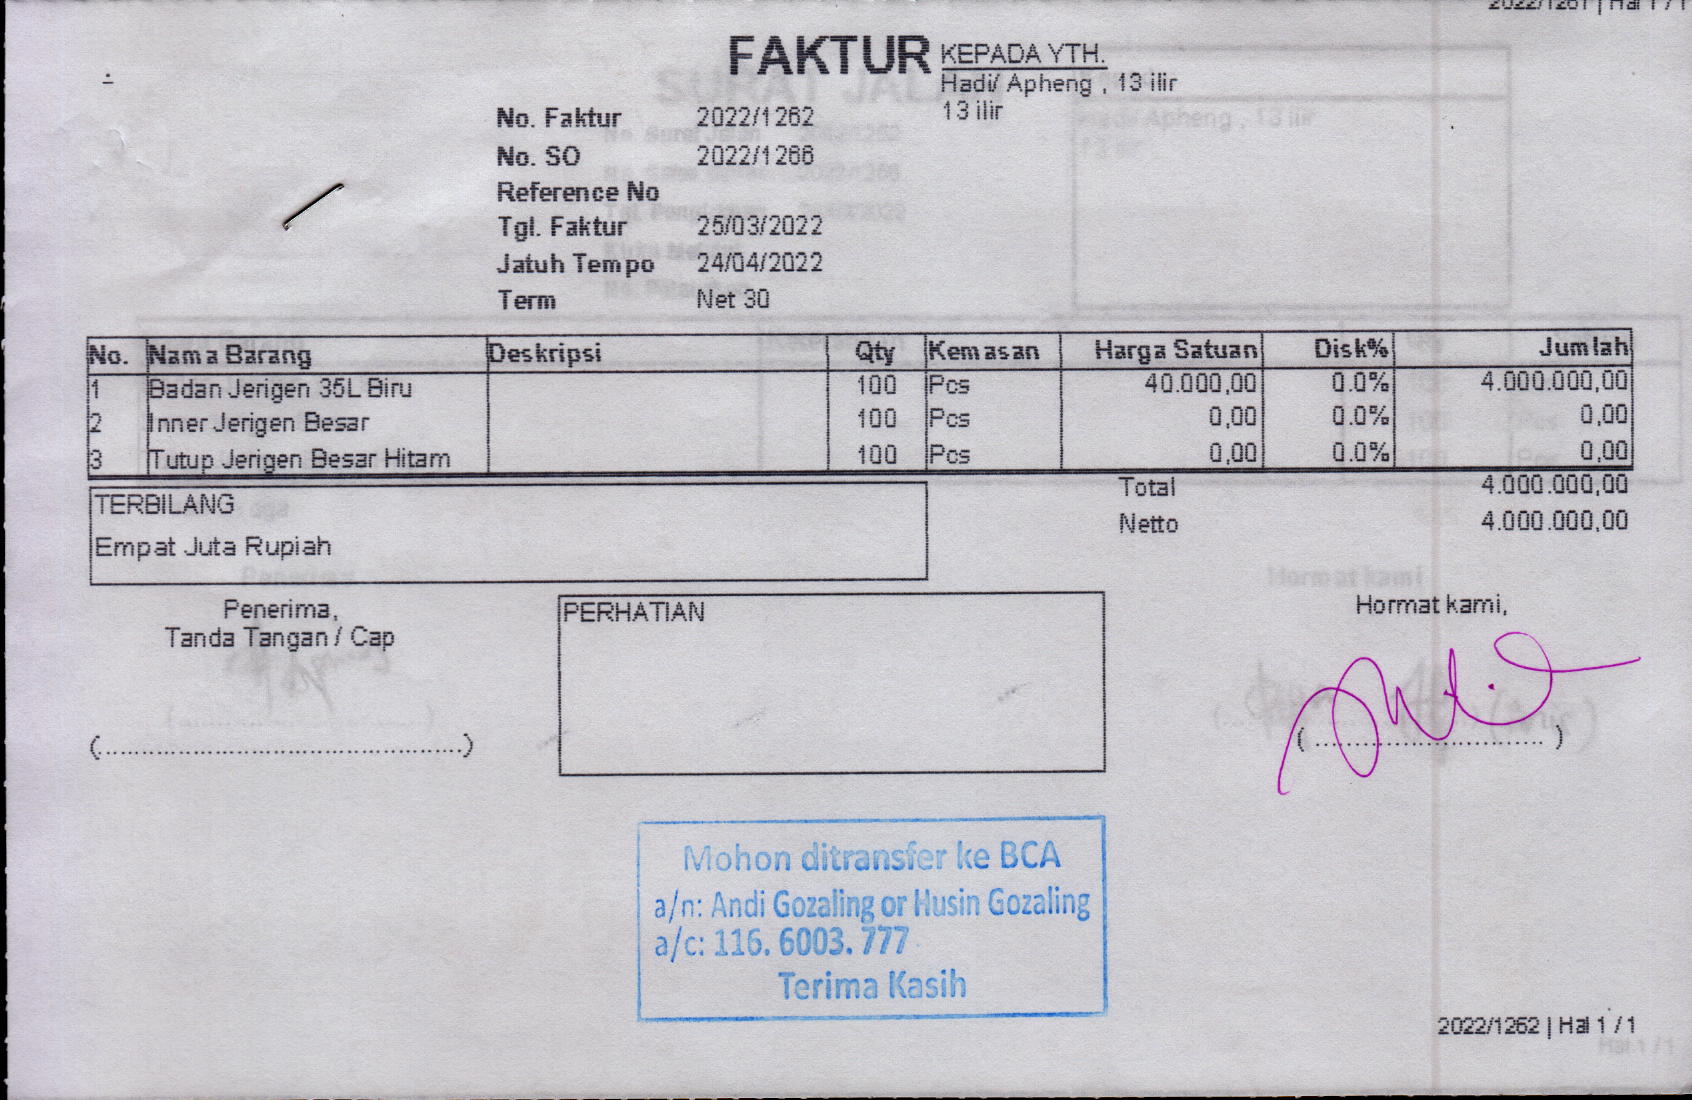 2022/1261 | Hal 1 / 1
FAKTUR
KEPADA YTH.
Hadi/ Apheng , 13 ilir
13 ilir
No. Faktur 2022/1262
No. SO 2022/1266
Reference No
Tgl. Faktur 25/03/2022
Jatuh Tempo 24/04/2022
Term Net 30
No. Nama Barang Deskripsi Qty Kemasan Harga Satuan Disk% Jumlah
1 Badan Jerigen 35L Biru 100 Pcs 40.000,00 0.0% 4.000.000,00
2 Inner Jerigen Besar 100 Pcs 0,00 0.0% 0,00
3 Tutup Jerigen Besar Hitam 100 Pcs 0,00 0.0% 0,00
Total 4.000.000,00
Netto 4.000.000,00
TERBILANG
Empat Juta Rupiah
Penerima,
Tanda Tangan / Cap
PERHATIAN
Hormat kami,
Mohon ditransfer ke BCA
a/n: Andi Gozaling or Husin Gozaling
a/c: 116. 6003. 777
Terima Kasih
2022/1262 | Hal 1 / 1